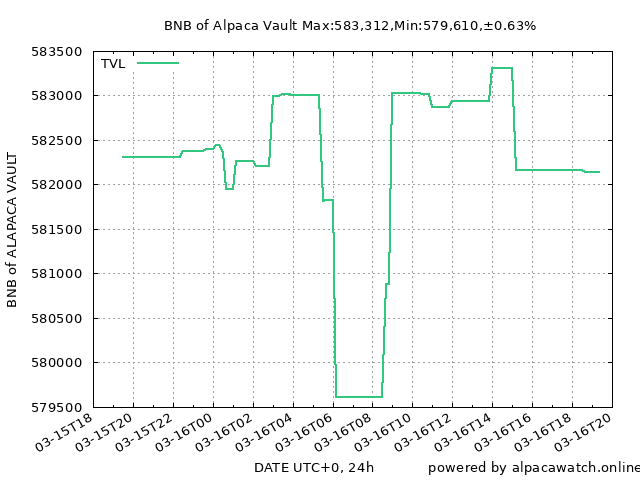 BNB of Alpaca Vault Max:583,312,Min:579,610,±0.63%
TVL
583500
583000
582500
582000
581500
581000
580500
580000
579500
BNB of ALAPACA VAULT
03-15T18
03-15T20
03-15T22
03-16T00
03-16T02
03-16T04
03-16T06
03-16T08
03-16T10
03-16T12
03-16T14
03-16T16
03-16T18
03-16T20
DATE UTC+0, 24h
powered by alpacawatch.online